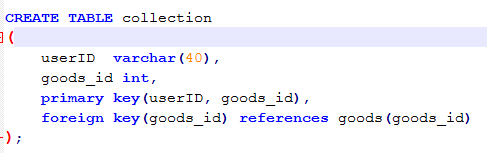 CREATE TABLE collection
(
userID varchar(40),
goods_id int,
primary key(userID, goods_id),
foreign key(goods_id) references goods(goods_id)
);